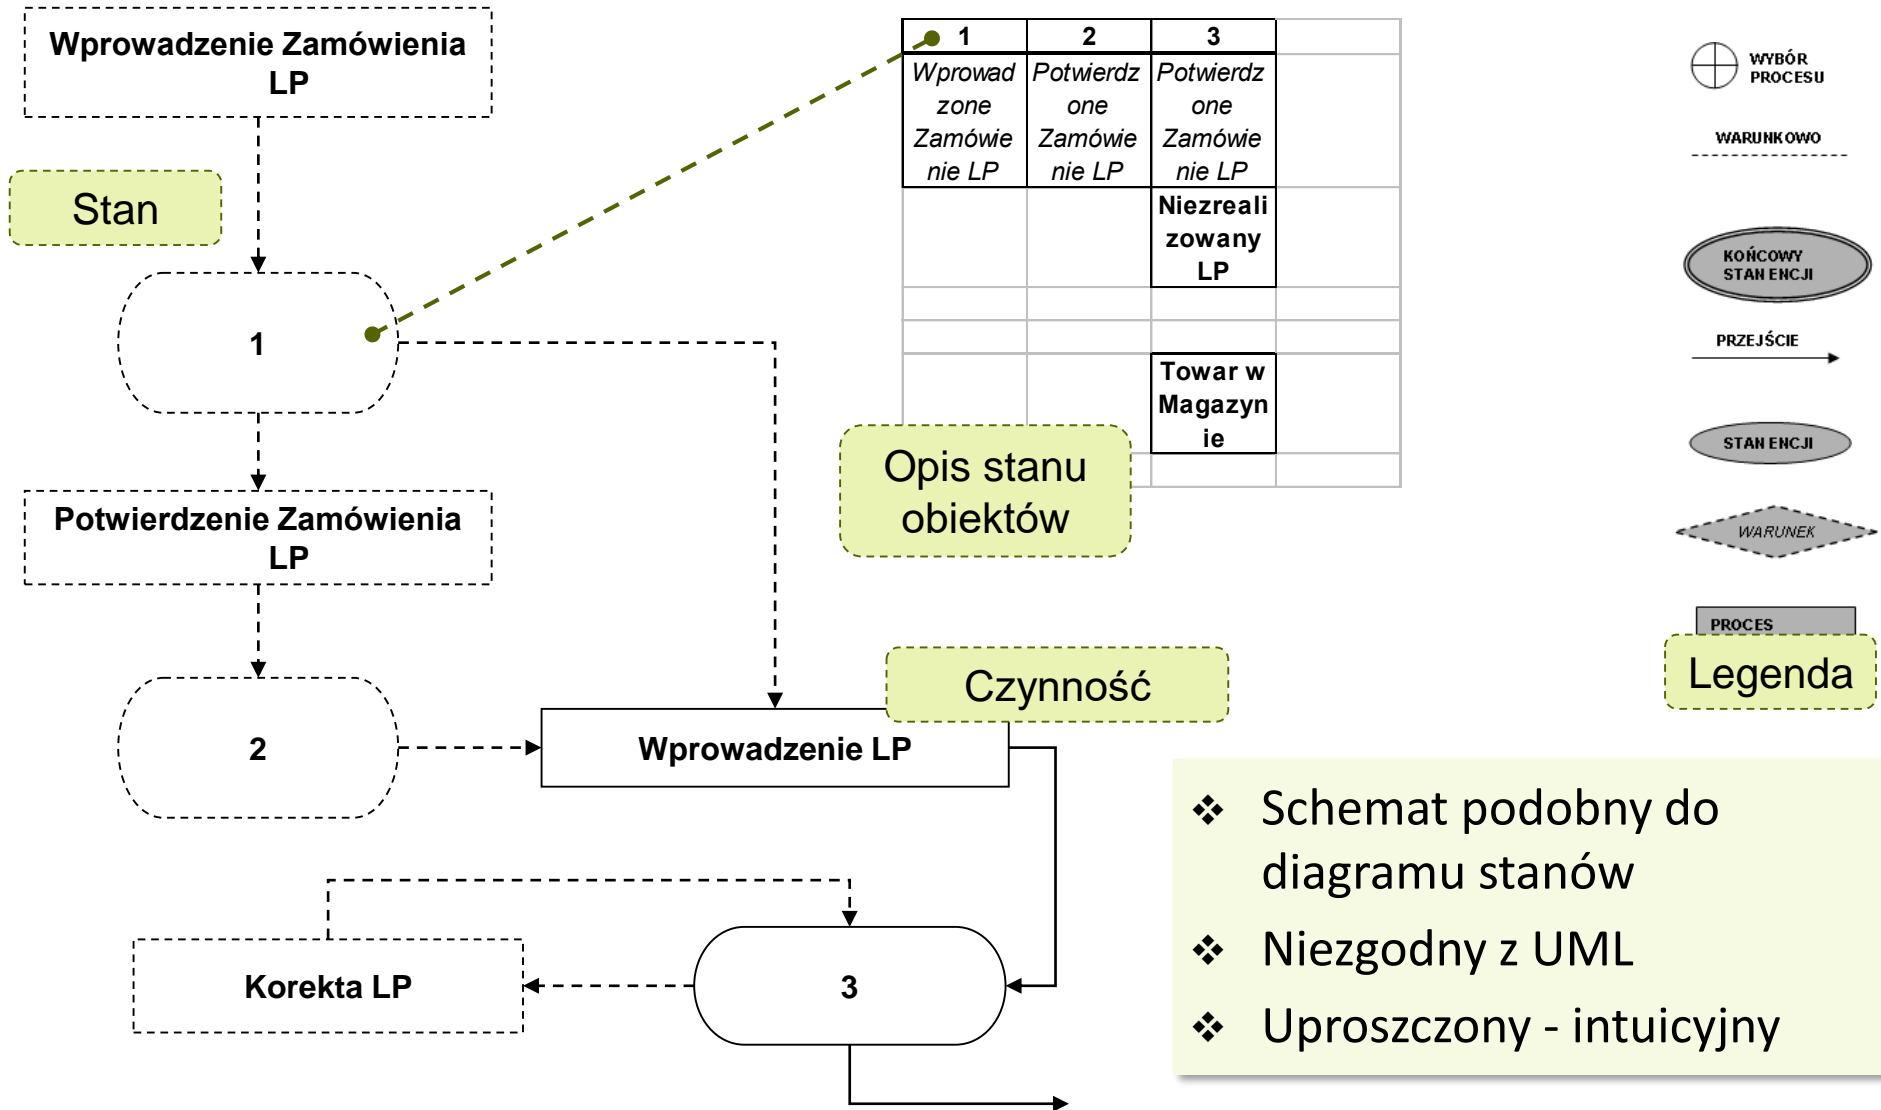 Wprowadzenie Zamówienia
LP
Stan
1
Potwierdzenie Zamówienia
LP
2
Wprowadzenie LP
Czynność
Korekta LP
3
1 2 3
Wprowad Potwierdz Potwierdz
zone one one
Zamówie Zamówie Zamówie
nie LP nie LP nie LP
Niezreali
zowany
LP
Towar w
Magazyn
ie
Opis stanu
obiektów
WYBÓR
PROCESU
WARUNKOWO
KOŃCOWY
STAN ENCJI
PRZEJŚCIE
STAN ENCJI
WARUNEK
PROCES
Legenda
❖ Schemat podobny do
diagramu stanów
❖ Niezgodny z UML
❖ Uproszczony - intuicyjny